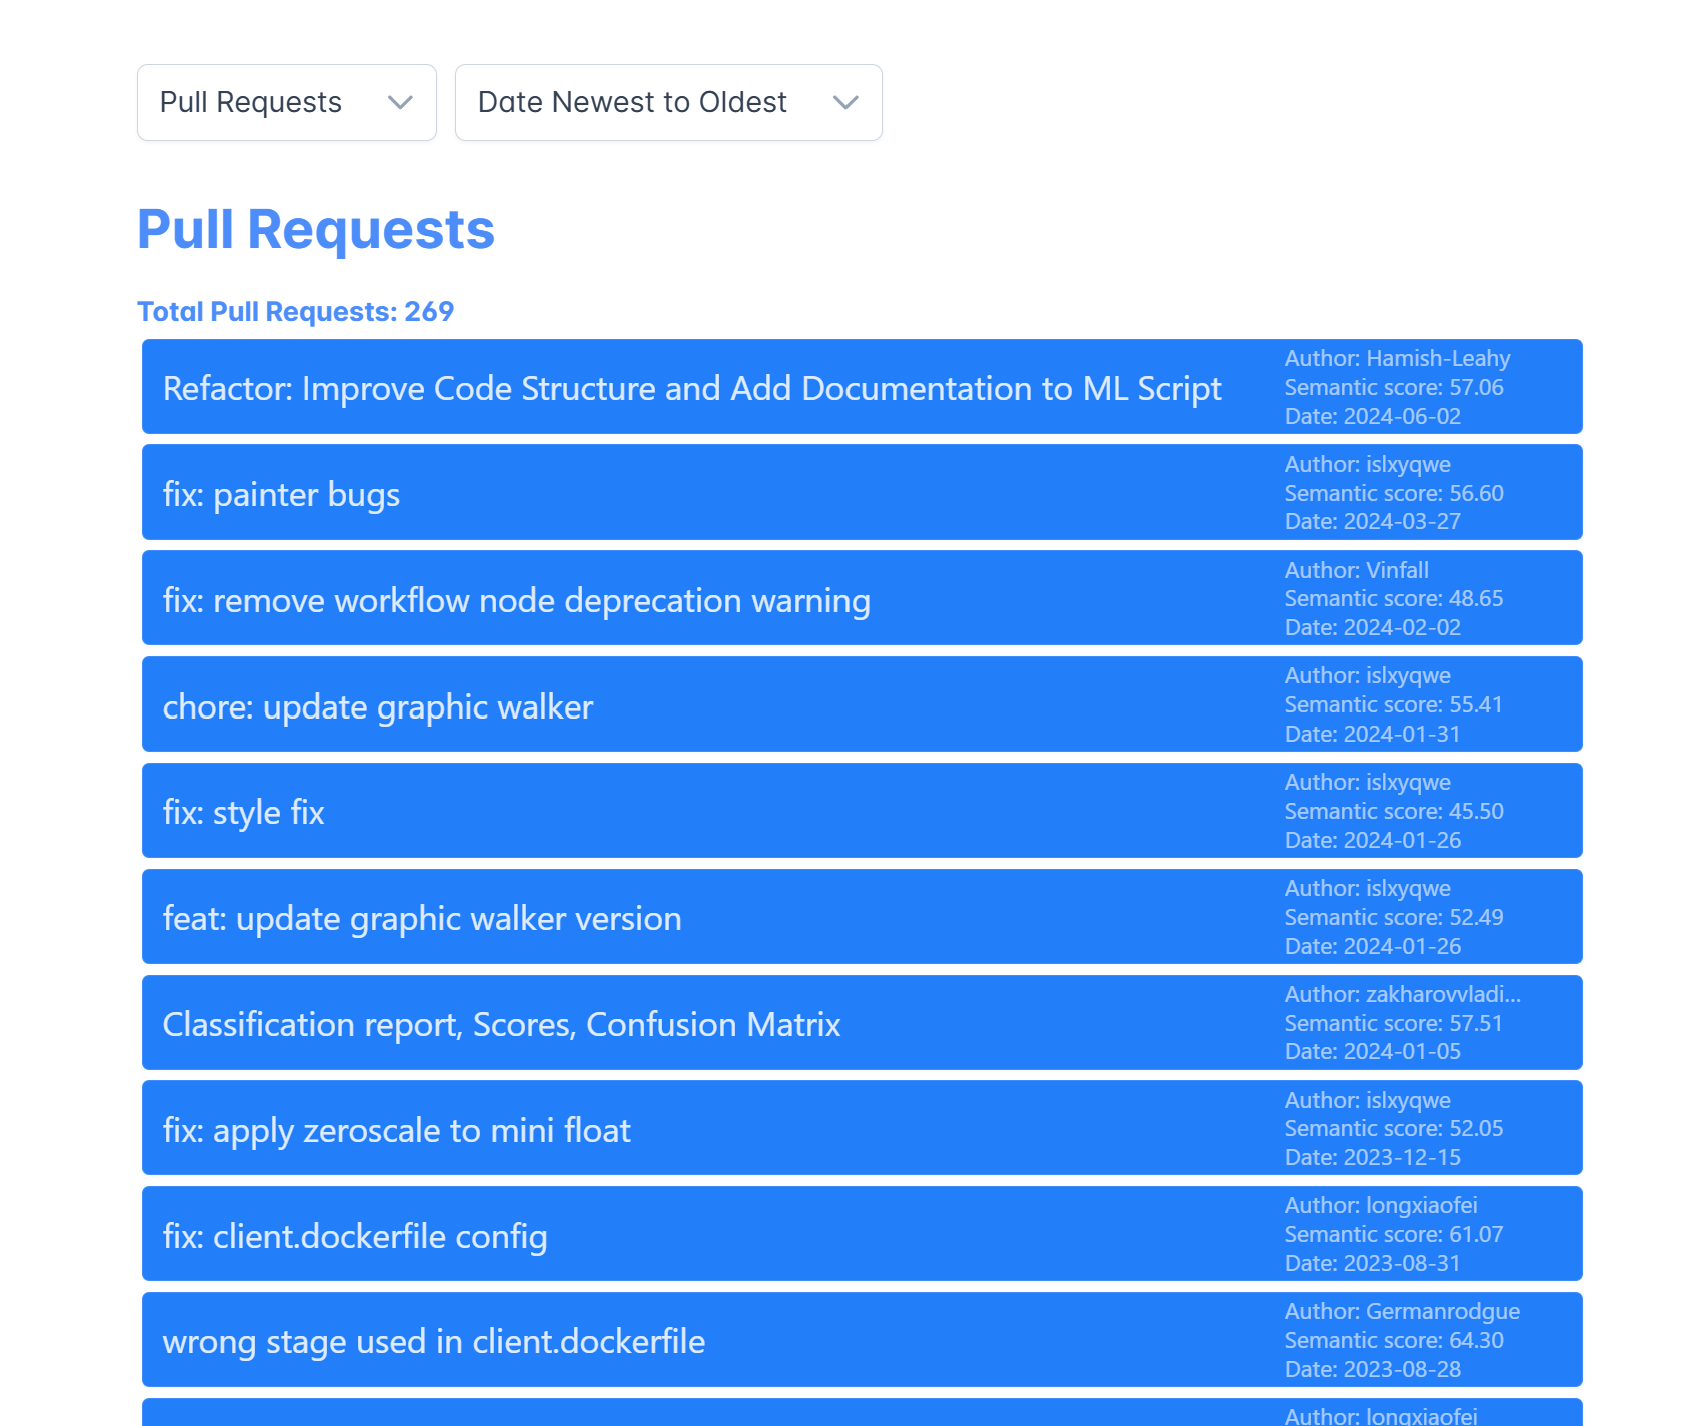 Pull Requests
Date Newest to Oldest
Pull Requests
Total Pull Requests: 269
Refactor: Improve Code Structure and Add Documentation to ML Script
Author: Hamish-Leahy
Semantic score: 57.06
Date: 2024-06-02
fix: painter bugs
Author: islxyqwe
Semantic score: 56.60
Date: 2024-03-27
fix: remove workflow node deprecation warning
Author: Vinfall
Semantic score: 48.65
Date: 2024-02-02
chore: update graphic walker
Author: islxyqwe
Semantic score: 55.41
Date: 2024-01-31
fix: style fix
Author: islxyqwe
Semantic score: 45.50
Date: 2024-01-26
feat: update graphic walker version
Author: islxyqwe
Semantic score: 52.49
Date: 2024-01-26
Classification report, Scores, Confusion Matrix
Author: zakharovvladi...
Semantic score: 57.51
Date: 2024-01-05
fix: apply zeroscale to mini float
Author: islxyqwe
Semantic score: 52.05
Date: 2023-12-15
fix: client.dockerfile config
Author: longxiaofei
Semantic score: 61.07
Date: 2023-08-31
wrong stage used in client.dockerfile
Author: Germanrodgue
Semantic score: 64.30
Date: 2023-08-28
Author: longxiaofei